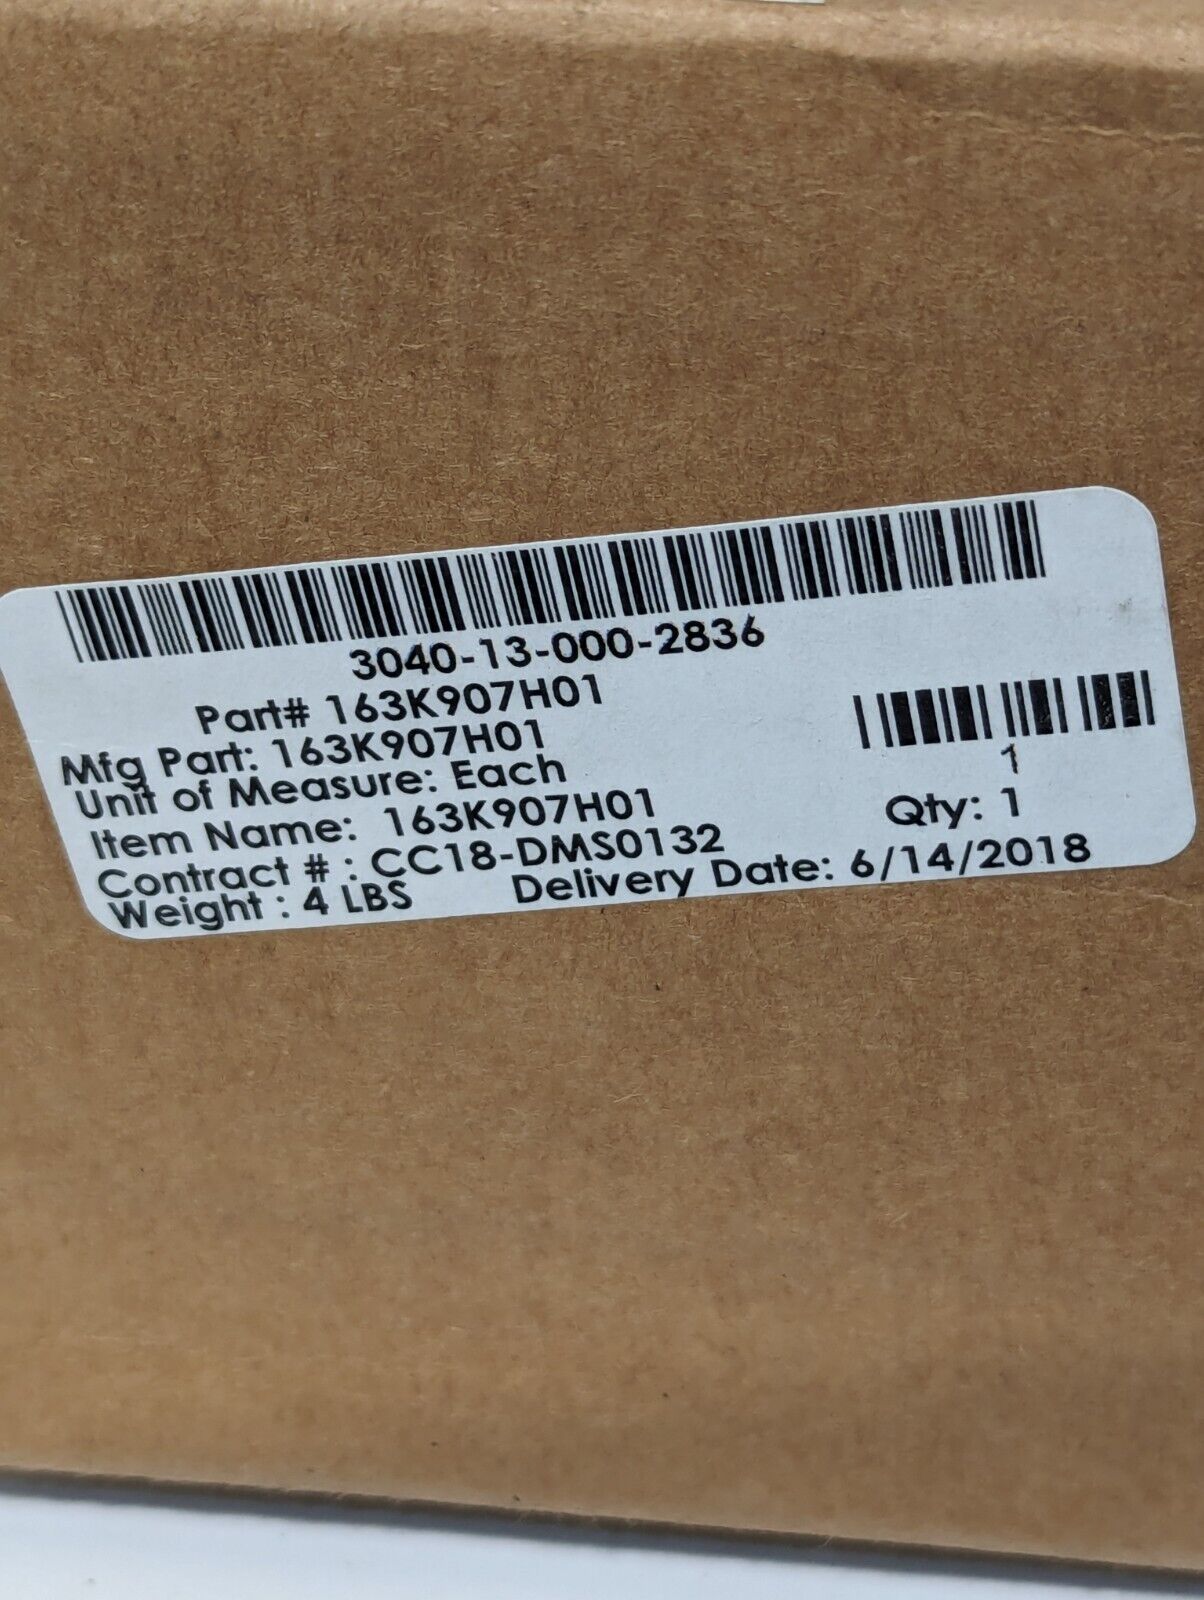 3040-13-000-2836
Part# 163K907H01
Mfg Part: 163K907H01
Unit of Measure: Each
1
Item Name: 163K907H01
Qty: 1
Contract # : CC18-DMS0132
Weight : 4 LBS
Delivery Date: 6/14/2018